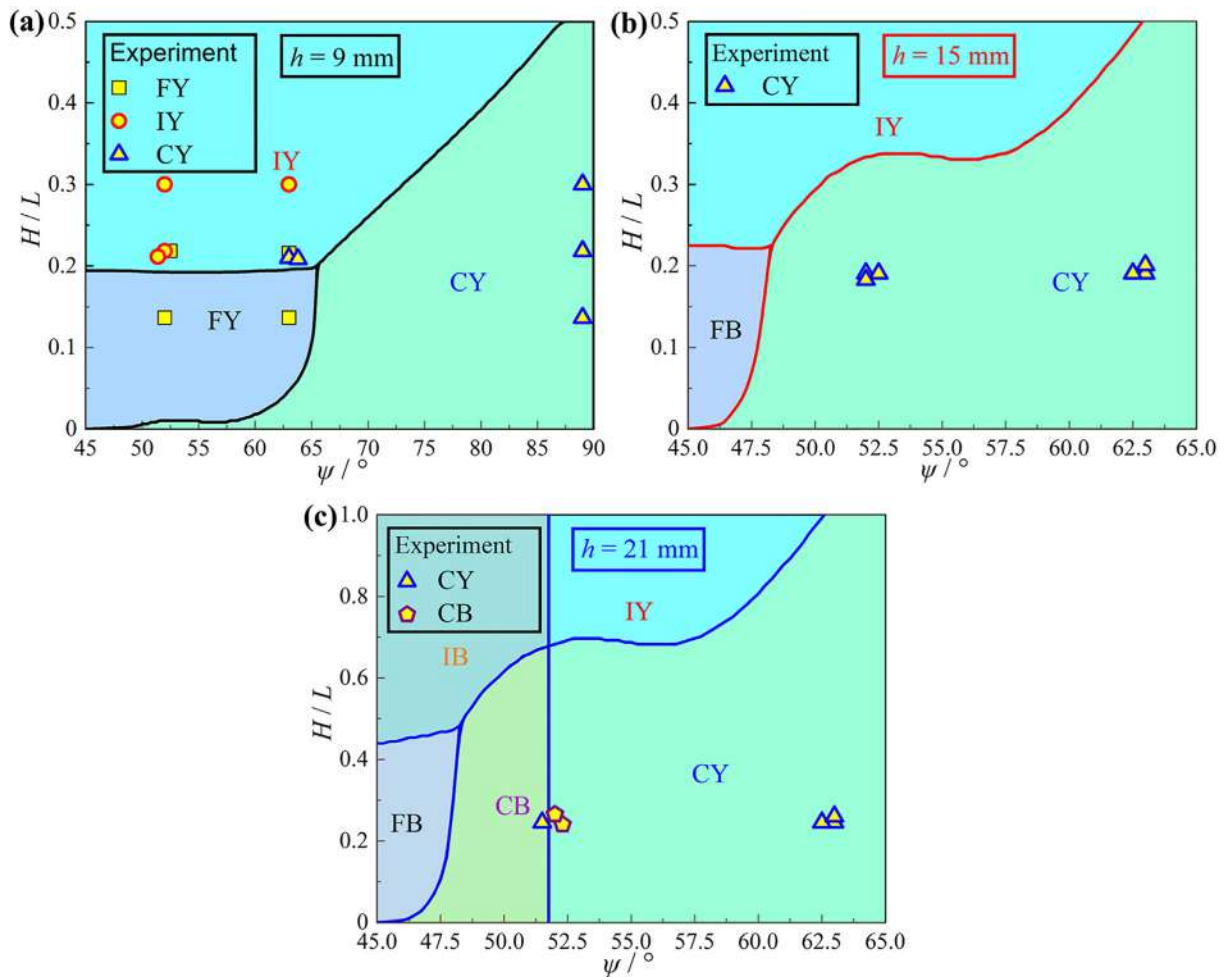 (a)
Experiment
FY
IY
CY
h = 9 mm
IY
FY
CY
H / L
0.5
0.4
0.3
0.2
0.1
0
45 50 55 60 65 70 75 80 85 90
ψ / °
(b)
Experiment
CY
h = 15 mm
IY
FB
CY
H / L
0.5
0.4
0.3
0.2
0.1
0
45.0 47.5 50.0 52.5 55.0 57.5 60.0 62.5 65.0
ψ / °
(c)
Experiment
CY
CB
h = 21 mm
IY
IB
CB
FB
CY
H / L
1.0
0.8
0.6
0.4
0.2
0
45.0 47.5 50.0 52.5 55.0 57.5 60.0 62.5 65.0
ψ / °